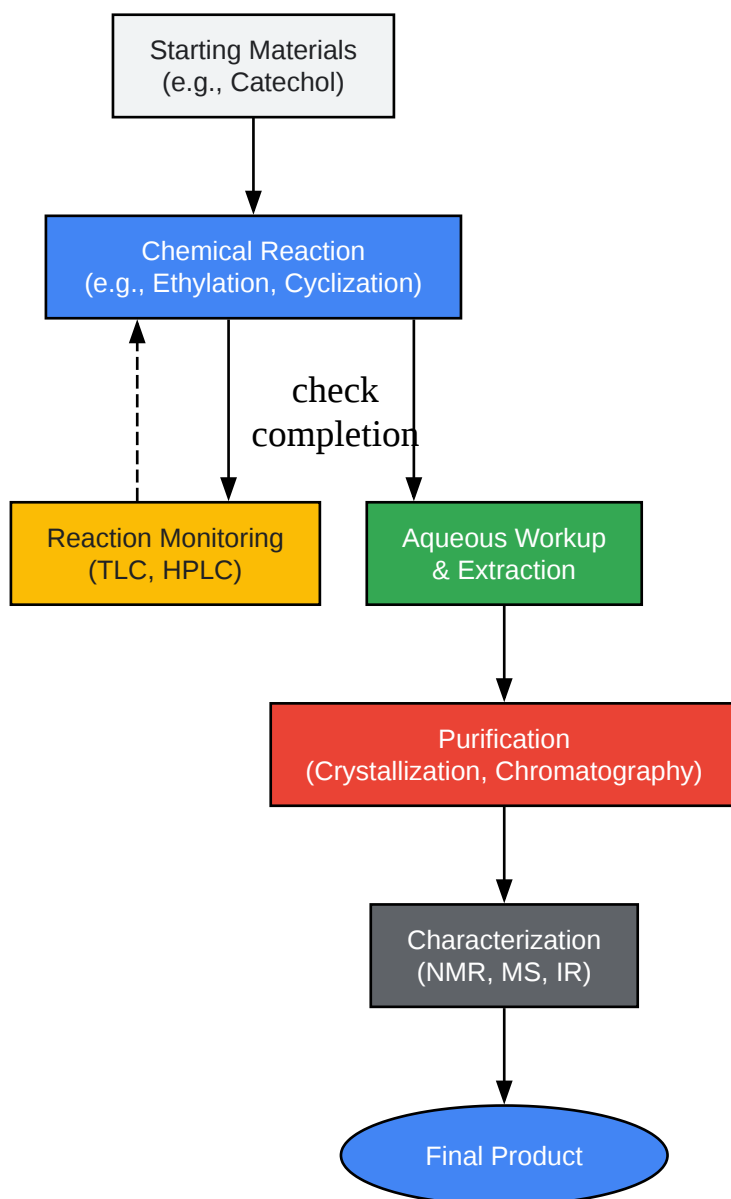 Starting Materials
(e.g., Catechol)
Chemical Reaction
(e.g., Ethylation, Cyclization)
check
completion
Reaction Monitoring
(TLC, HPLC)
Aqueous Workup
& Extraction
Purification
(Crystallization, Chromatography)
Characterization
(NMR, MS, IR)
Final Product